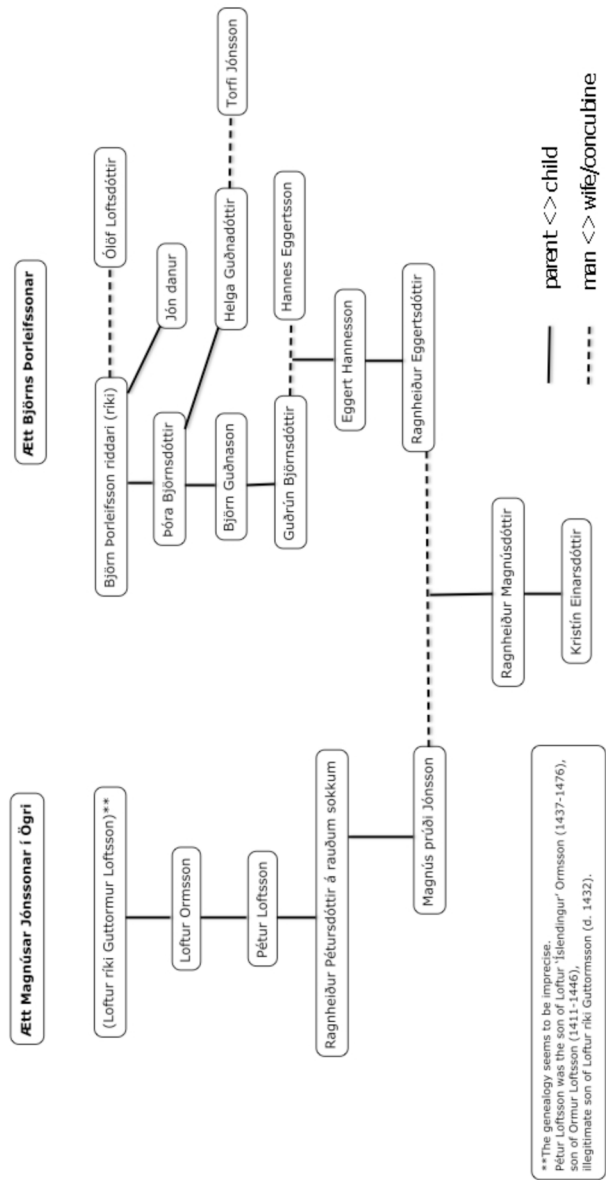 Ætt Magnúsar Jónssonar í Ögri
Ætt Björns Þorleifssonar
(Loftur ríki Guttormur Loftsson)**
Loftur Ormsson
Pétur Loftsson
Ragnheiður Pétursdóttir á rauðum sokkum
Magnús prúði Jónsson
Björn Þorleifsson riddari (ríki)
Ólöf Loftsdóttir
Þóra Björnsdóttir
Jón danur
Björn Guðnason
Helga Guðnadóttir
Torfi Jónsson
Guðrún Björnsdóttir
Hannes Eggertsson
Eggert Hannesson
Ragnheiður Eggertsdóttir
Ragnheiður Magnúsdóttir
Kristín Einarsdóttir
**The genealogy seems to be imprecise.
Pétur Loftsson was the son of Loftur 'Íslendingur' Ormsson (1437-1476),
son of Ormur Loftsson (1411-1446),
illegitimate son of Loftur ríki Guttormsson (d. 1432).
parent <> child
man <> wife/concubine